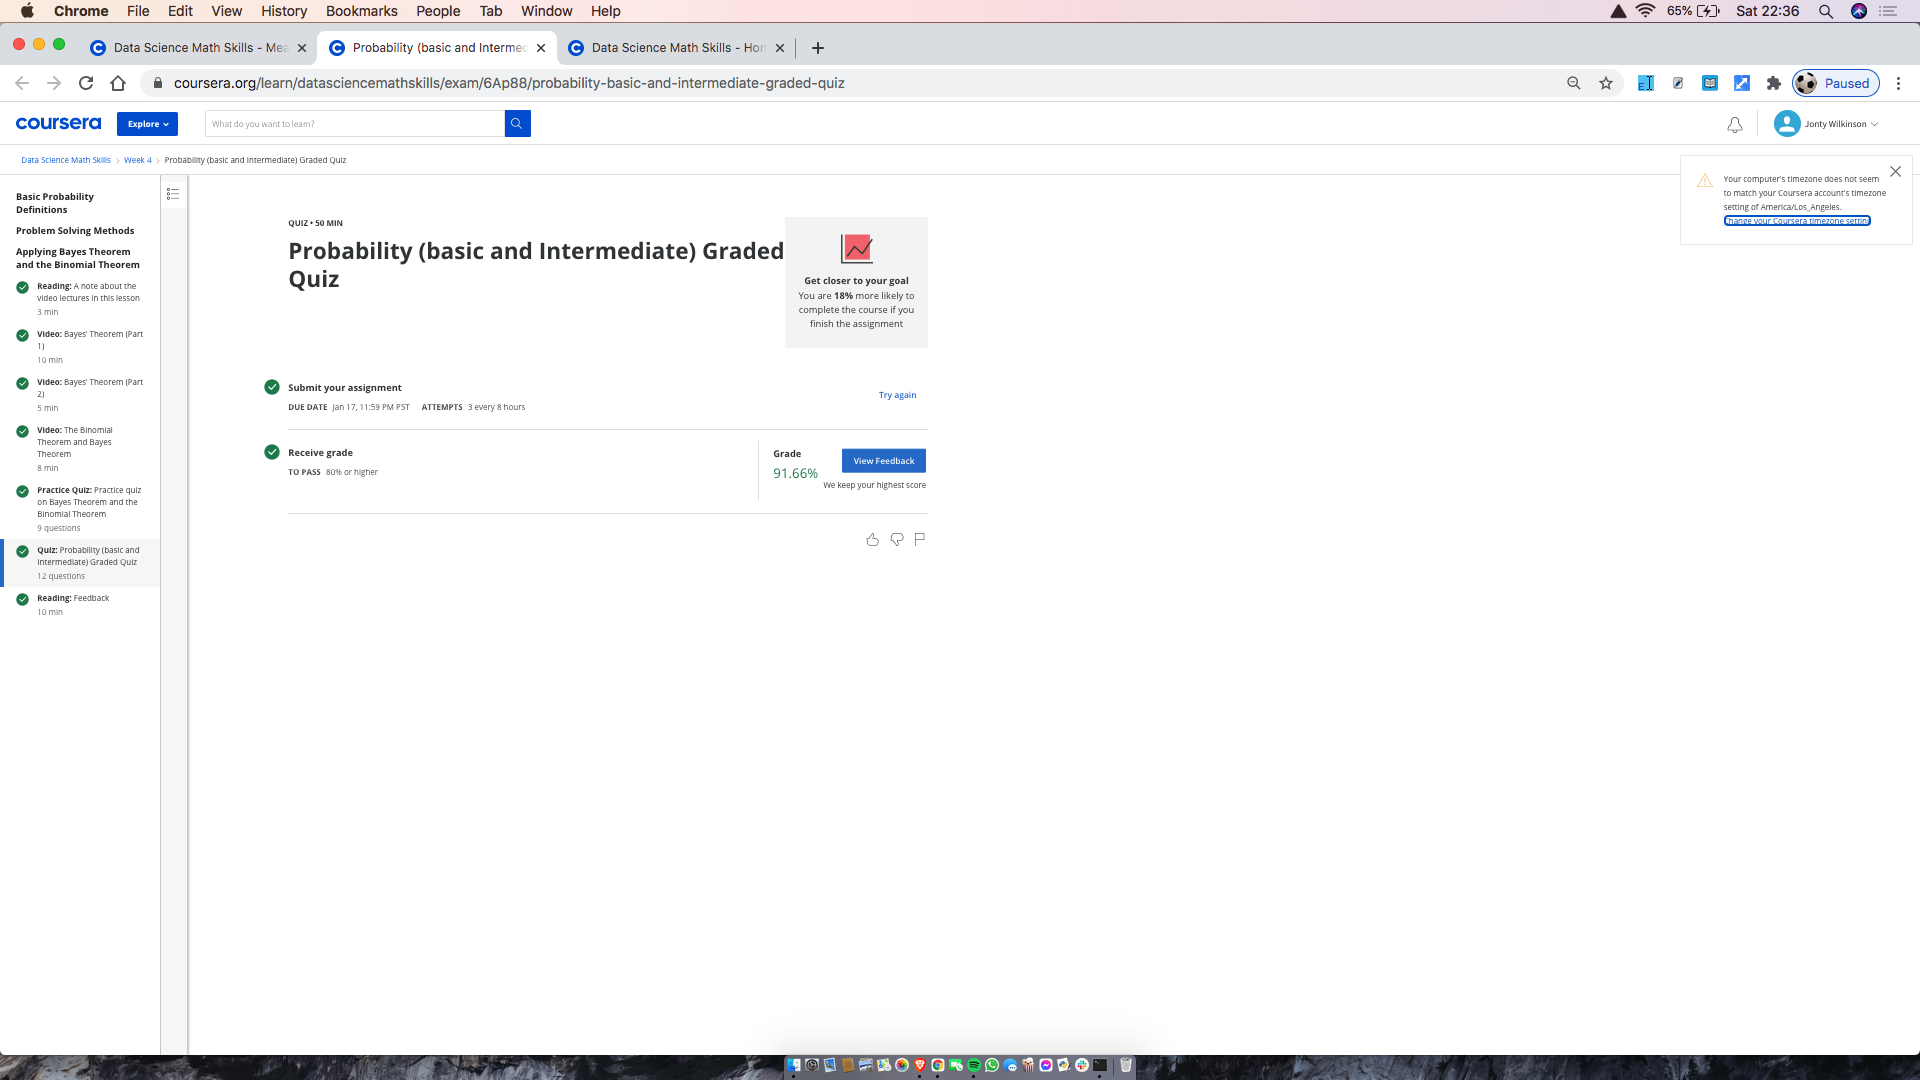 Chrome File Edit View History Bookmarks People Tab Window Help 65% Sat 22:36
Data Science Math Skills - Mea
Probability (basic and Intermed
Data Science Math Skills - Hom
coursera.org/learn/datasciencemathskills/exam/6Ap88/probability-basic-and-intermediate-graded-quiz
Paused
coursera
Explore
What do you want to learn?
Jonty Wilkinson
Data Science Math Skills > Week 4 > Probability (basic and Intermediate) Graded Quiz
Your computer's timezone does not seem
to match your Coursera account's timezone
setting of America/Los_Angeles.
Change your Coursera timezone setting
Basic Probability
Definitions
Problem Solving Methods
Applying Bayes Theorem
and the Binomial Theorem
Reading: A note about the
video lectures in this lesson
3 min
Video: Bayes' Theorem (Part
1)
10 min
Video: Bayes' Theorem (Part
2)
5 min
Video: The Binomial
Theorem and Bayes
Theorem
8 min
Practice Quiz: Practice quiz
on Bayes Theorem and the
Binomial Theorem
9 questions
Quiz: Probability (basic and
Intermediate) Graded Quiz
12 questions
Reading: Feedback
10 min
QUIZ • 50 MIN
Probability (basic and Intermediate) Graded
Quiz
Get closer to your goal
You are 18% more likely to
complete the course if you
finish the assignment
Submit your assignment
DUE DATE Jan 17, 11:59 PM PST ATTEMPTS 3 every 8 hours
Try again
Receive grade
TO PASS 80% or higher
Grade
91.66%
View Feedback
We keep your highest score